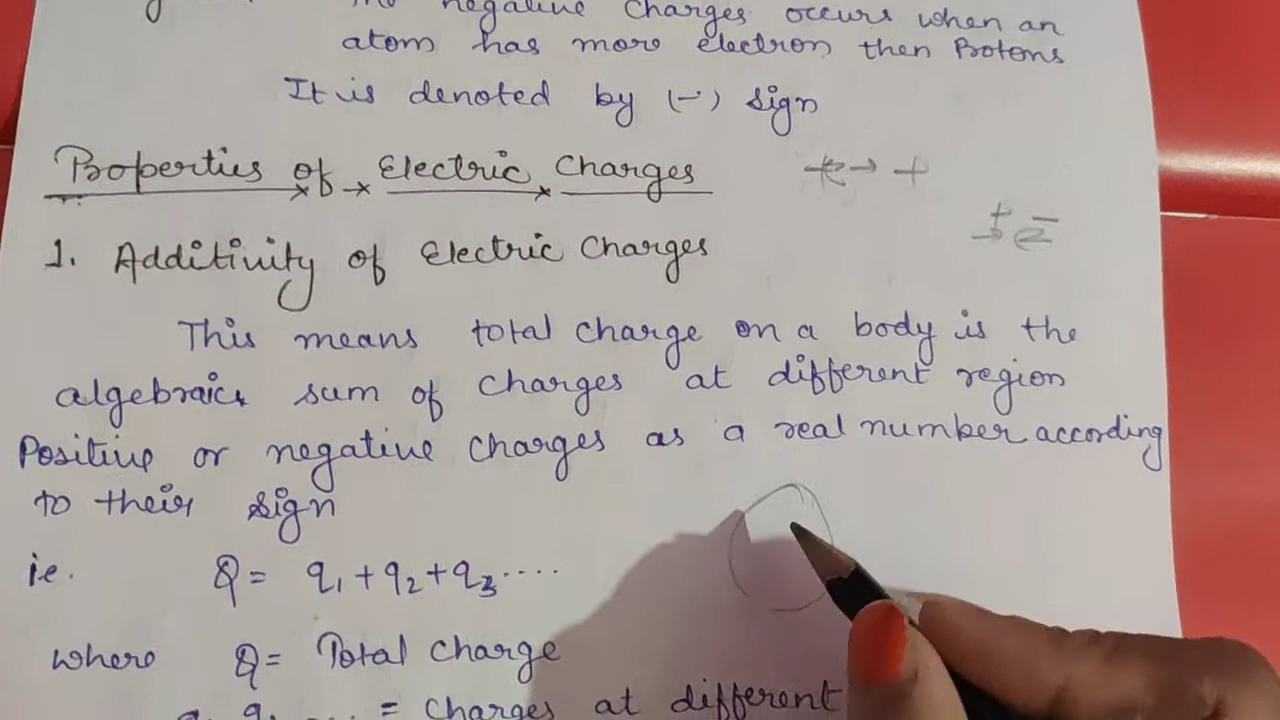 negative charges occurs when an
atom has more electron then Protons
It is denoted by (-) sign
Properties of Electric Charges
1. Additivity of Electric Charges
This means total charge on a body is the
algebraic sum of charges at different region
Positive or negative charges as a real number according
to their sign
ie. Q = q₁ + q₂ + q₃ ....
where Q = Total charge
= charges at different